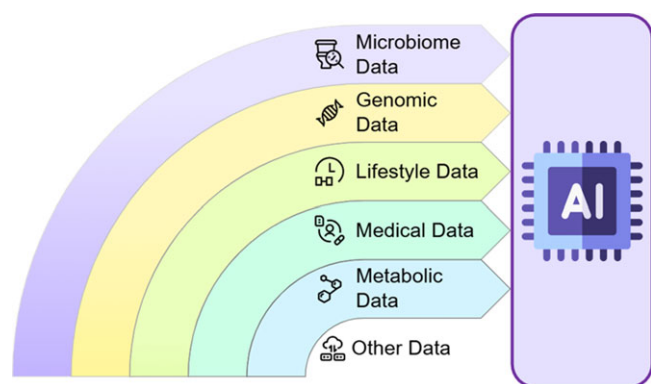 Microbiome
Data
Genomic
Data
Lifestyle Data
Medical Data
Metabolic
Data
Other Data
AI